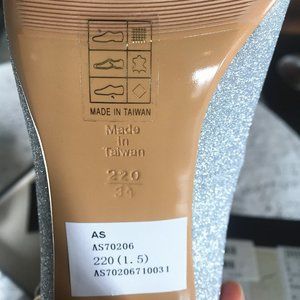 MADE IN TAIWAN
Made
in
Taiwan
220
34
AS
AS70206
220(1.5)
AS70206710031